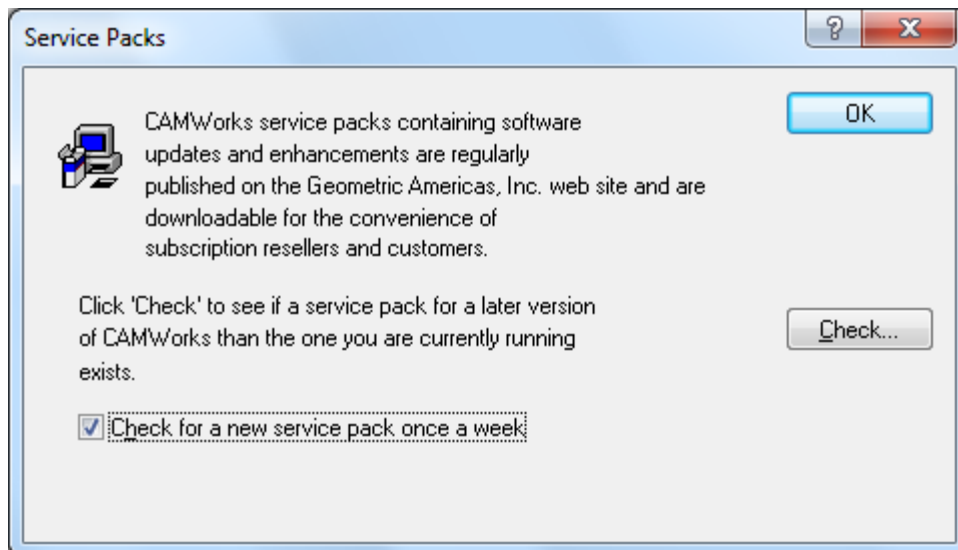 Service Packs
?
X
CAMWorks service packs containing software
updates and enhancements are regularly
published on the Geometric Americas, Inc. web site and are
downloadable for the convenience of
subscription resellers and customers.
OK
Click 'Check' to see if a service pack for a later version
of CAMWorks than the one you are currently running
exists.
Check...
Check for a new service pack once a week